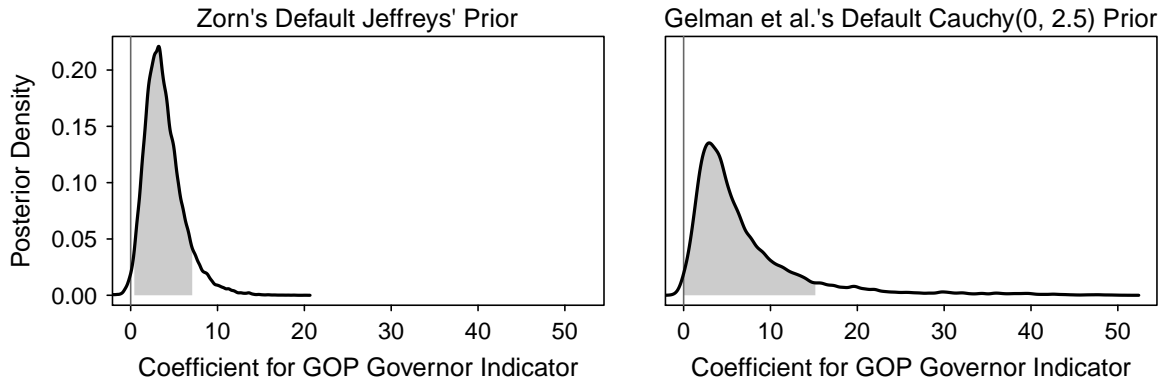 Zorn's Default Jeffreys' Prior
Posterior Density
0.20
0.15
0.10
0.05
0.00
0 10 20 30 40 50
Coefficient for GOP Governor Indicator
Gelman et al.'s Default Cauchy(0, 2.5) Prior
0 10 20 30 40 50
Coefficient for GOP Governor Indicator